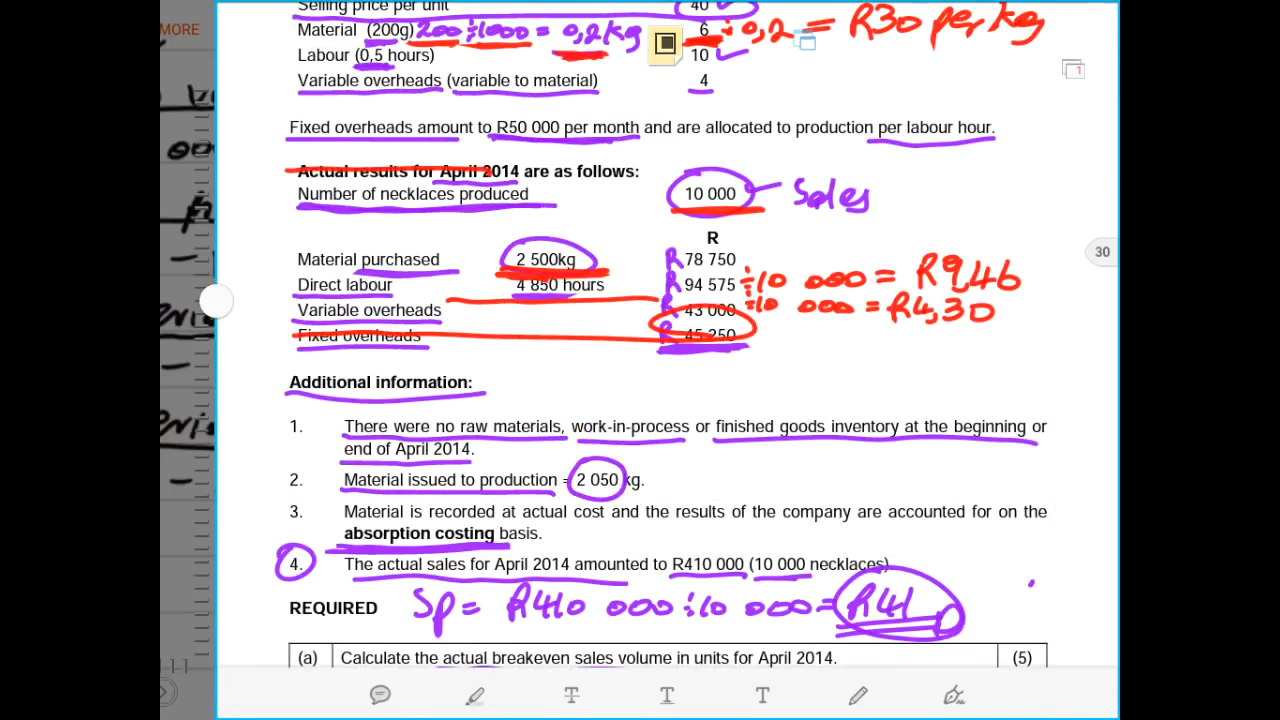 MORE
Selling price per unit 40
Material (200g) 200 ÷ 1000 = 0,2 kg 6 ÷ 0,2 = R30 per kg
Labour (0,5 hours) 10
Variable overheads (variable to material) 4
Fixed overheads amount to R50 000 per month and are allocated to production per labour hour.
Actual results for April 2014 are as follows:
Number of necklaces produced 10 000 Sales
R
Material purchased 2 500kg R 78 750
Direct labour 4 850 hours R 94 575 ÷10 000 = R9,46
Variable overheads R 43 000 ÷10 000 = R4,30
Fixed overheads R 45 250
30
Additional information:
1. There were no raw materials, work-in-process or finished goods inventory at the beginning or
end of April 2014.
2. Material issued to production = 2 050 kg.
3. Material is recorded at actual cost and the results of the company are accounted for on the
absorption costing basis.
4. The actual sales for April 2014 amounted to R410 000 (10 000 necklaces)
REQUIRED Sp = R410 000 ÷10 000 = R41
(a) Calculate the actual breakeven sales volume in units for April 2014. (5)